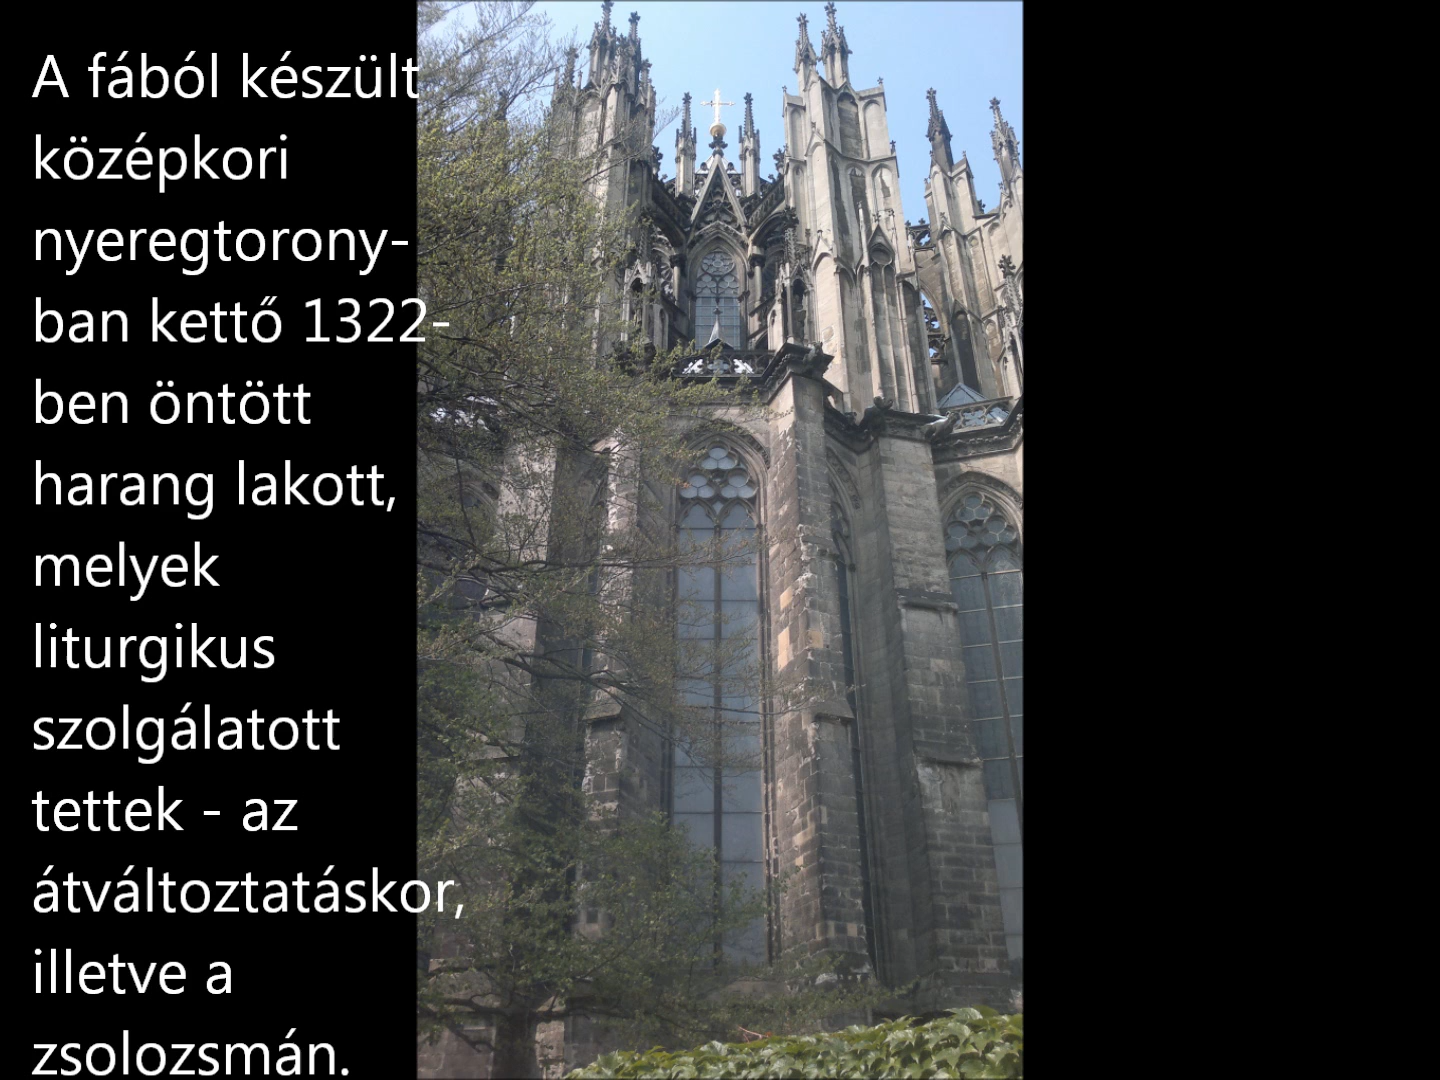 A fából készült
középkori
nyeregtorony-
ban kettő 1322-
ben öntött
harang lakott,
melyek
liturgikus
szolgálatott
tettek - az
átváltoztatáskor,
illetve a
zsolozsmán.